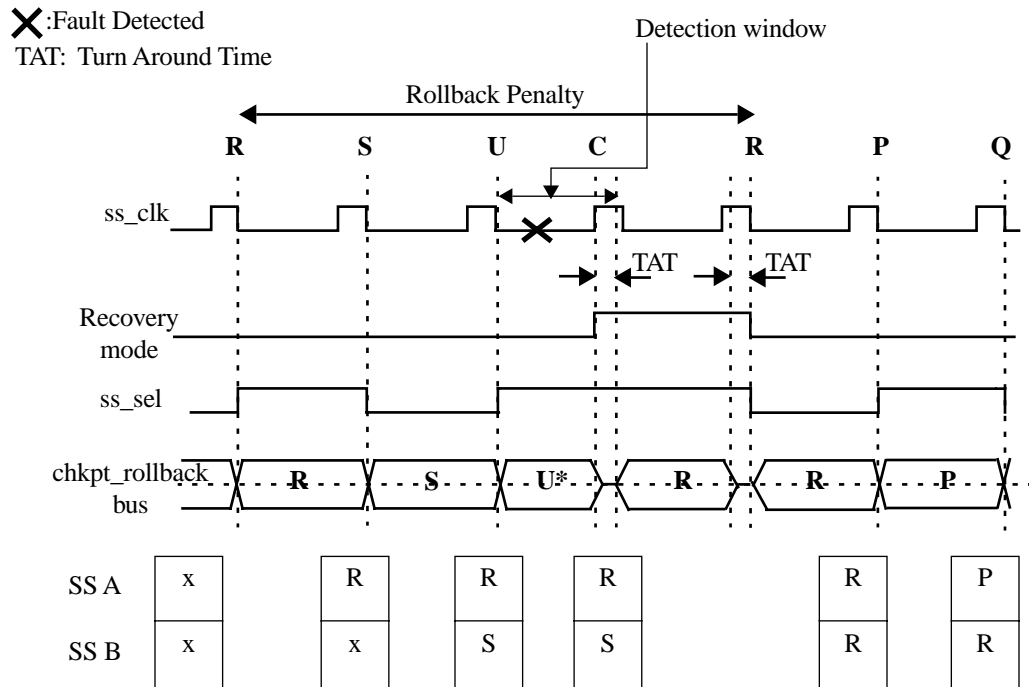 :Fault Detected
TAT: Turn Around Time
Detection window
Rollback Penalty
R S U C R P Q
ss_clk
TAT TAT
Recovery
mode
ss_sel
chkpt_rollback
bus
R S U* R R P
SS A x R R R R P
SS B x x S S R R